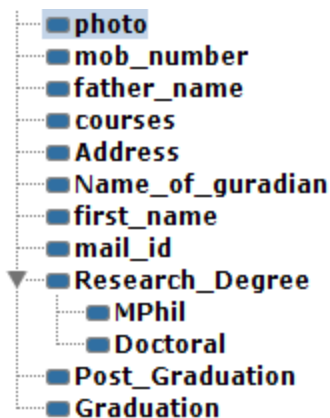 photo
mob_number
father_name
courses
Address
Name_of_guradian
first_name
mail_id
Research_Degree
MPhil
Doctoral
Post_Graduation
Graduation